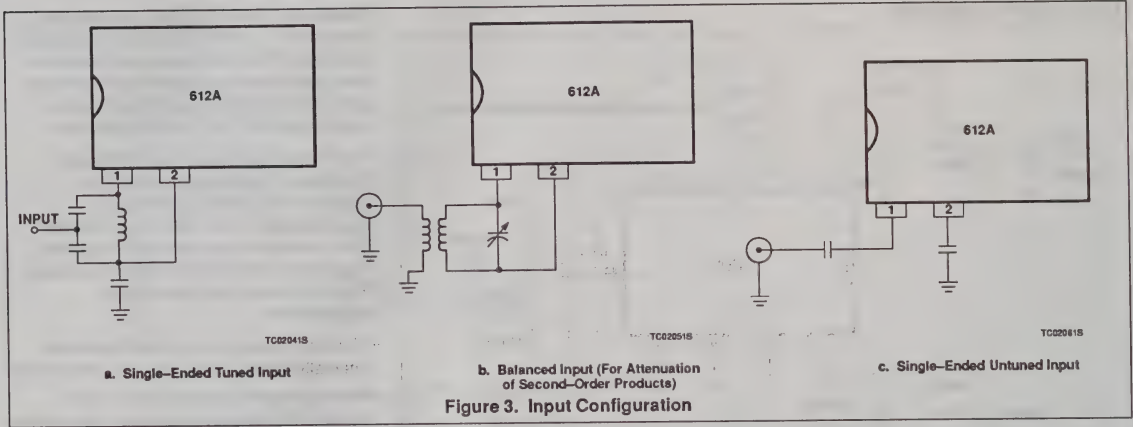 612A
1 2
INPUT
TC02041S
a. Single–Ended Tuned Input
612A
1 2
TC02051S
b. Balanced Input (For Attenuation
of Second–Order Products)
612A
1 2
TC02061S
c. Single–Ended Untuned Input
Figure 3. Input Configuration